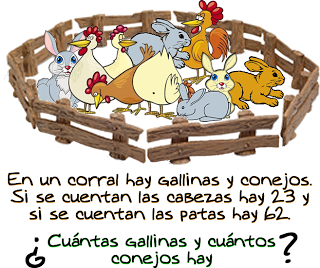 En un corral hay gallinas y conejos.
Si se cuentan las cabezas hay 23 y
si se cuentan las patas hay 62.
¿Cuántas gallinas y cuántos
conejos hay?